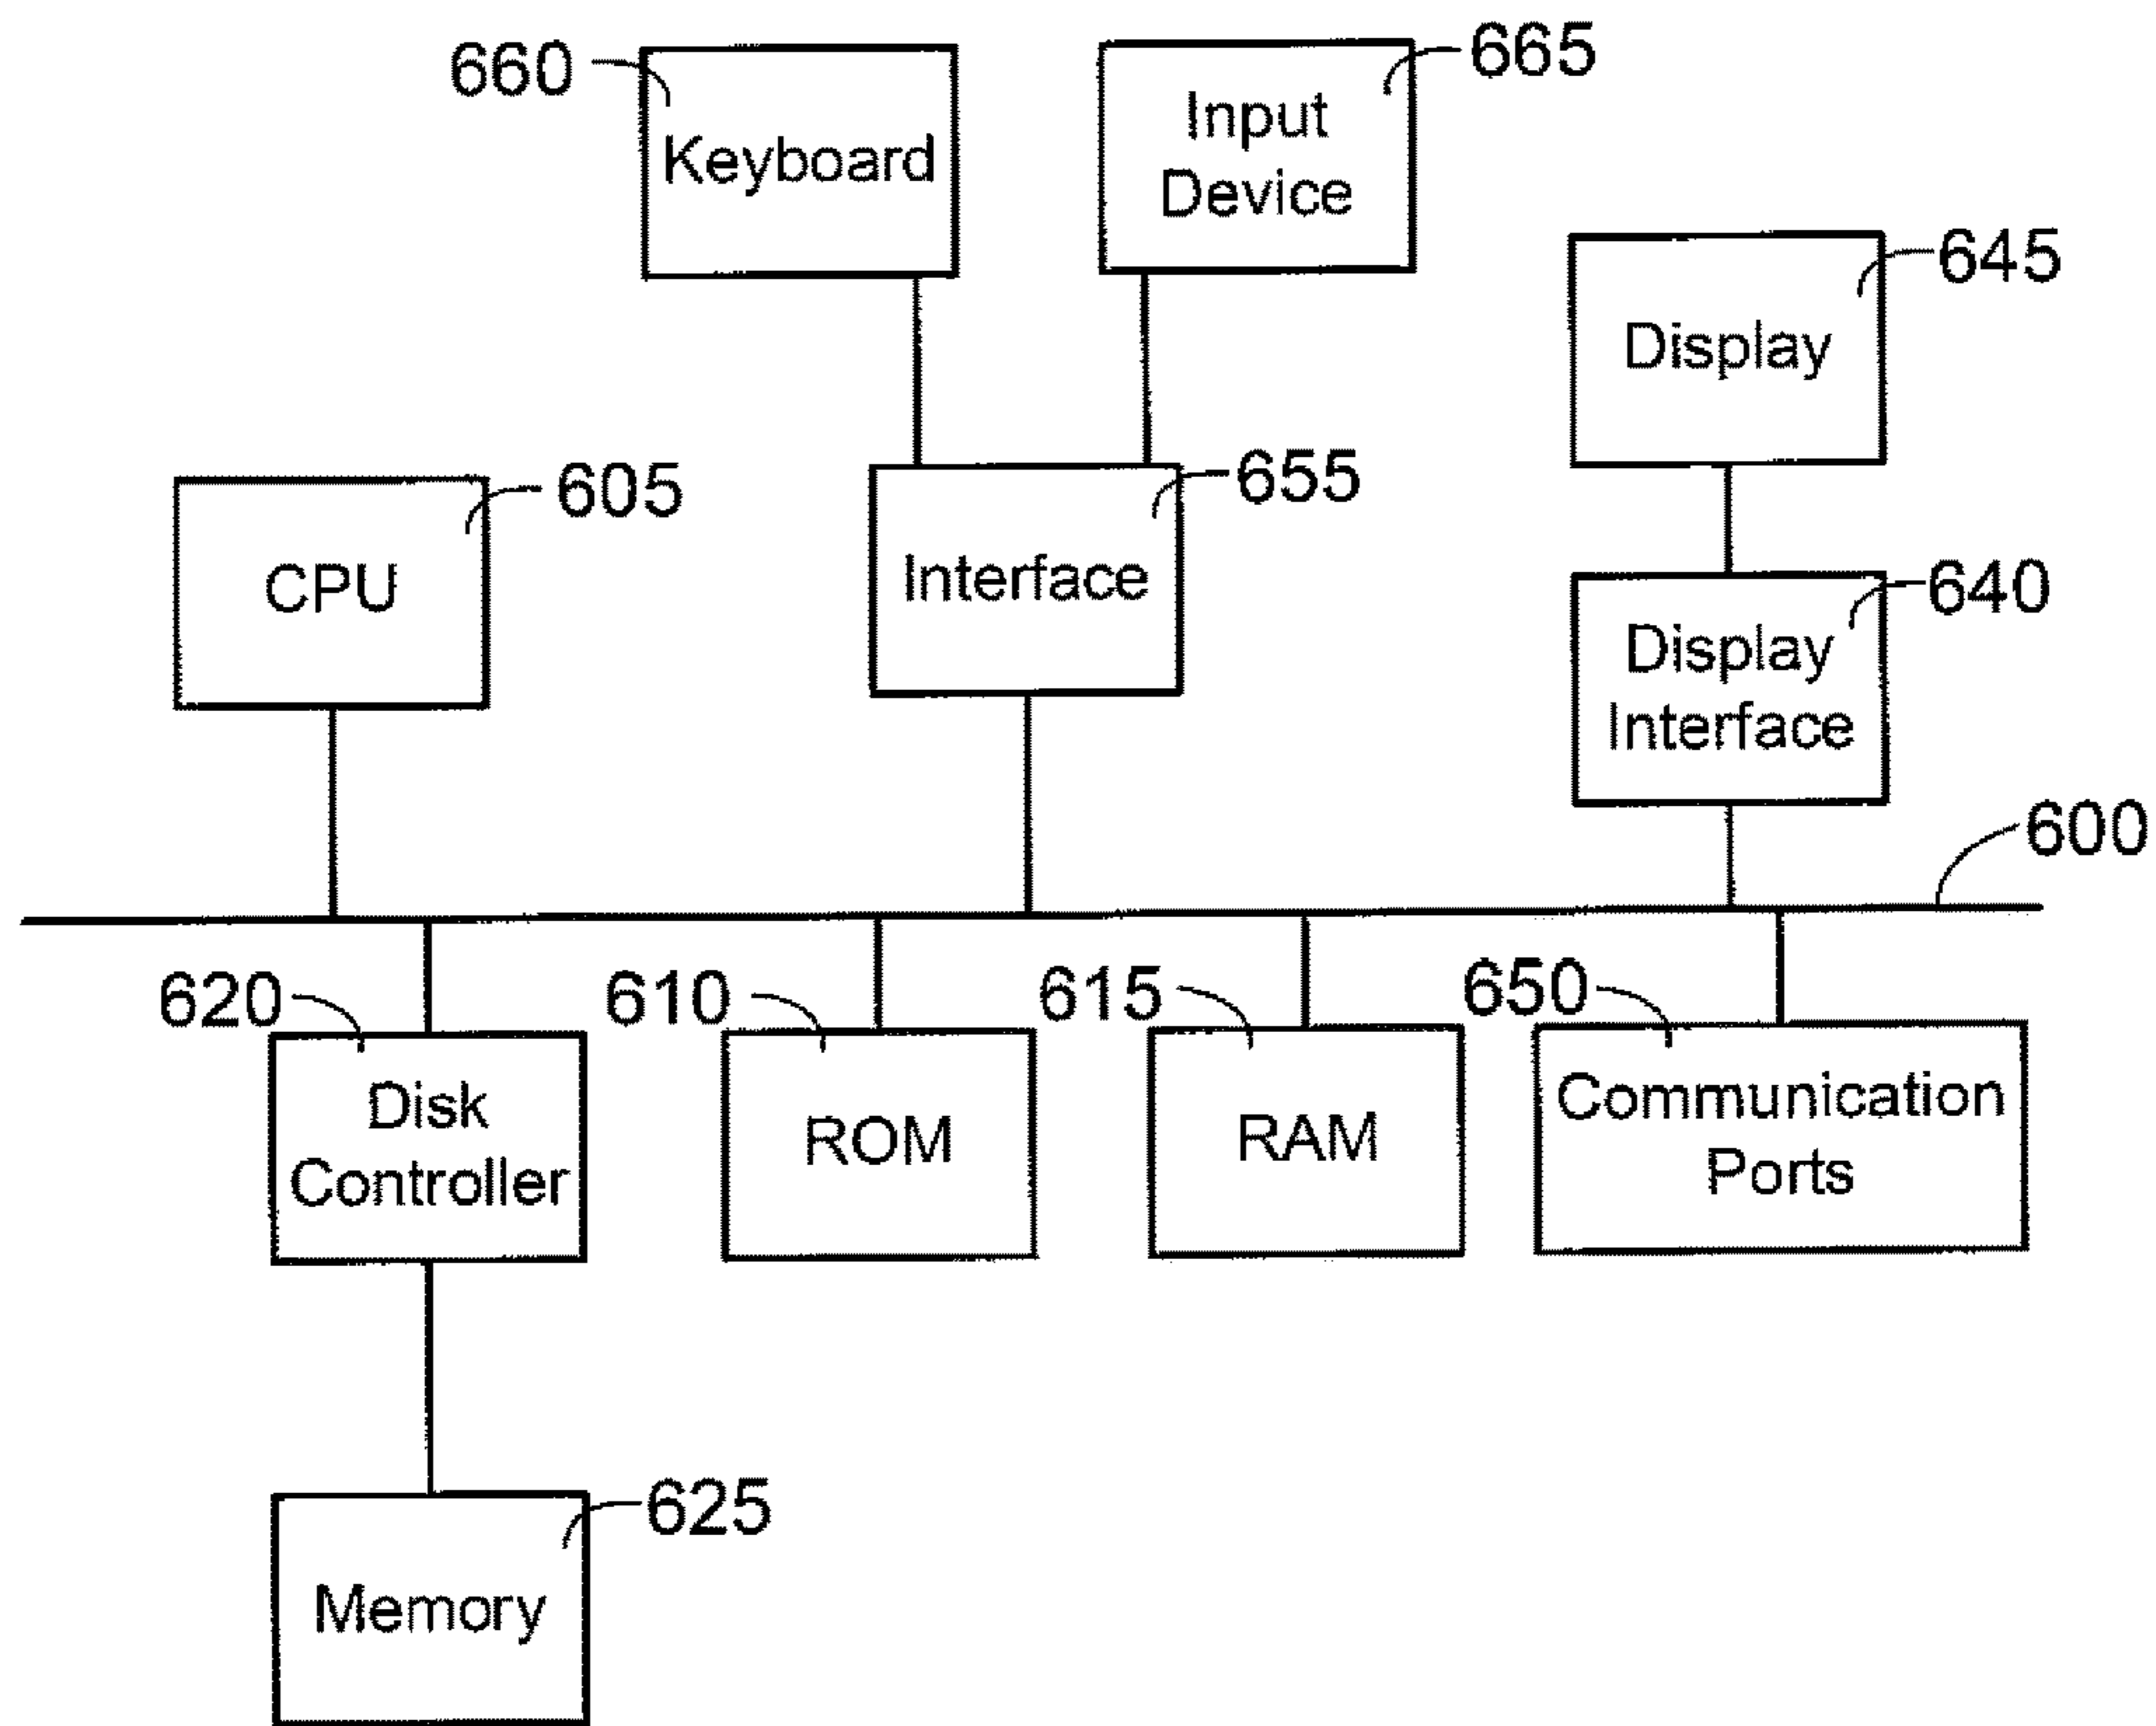 660
Keyboard
Input
Device
665
Display
645
CPU
605
Interface
655
Display
Interface
640
600
620
Disk
Controller
610
ROM
615
RAM
650
Communication
Ports
Memory
625